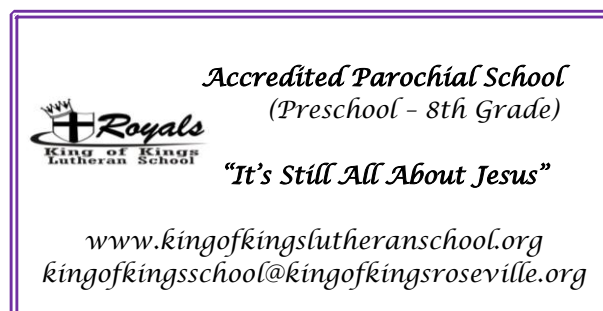 Accredited Parochial School
(Preschool – 8th Grade)
Royals
King of Kings
Lutheran School
“It’s Still All About Jesus”
www.kingofkingslutheranschool.org
kingofkingsschool@kingofkingsroseville.org